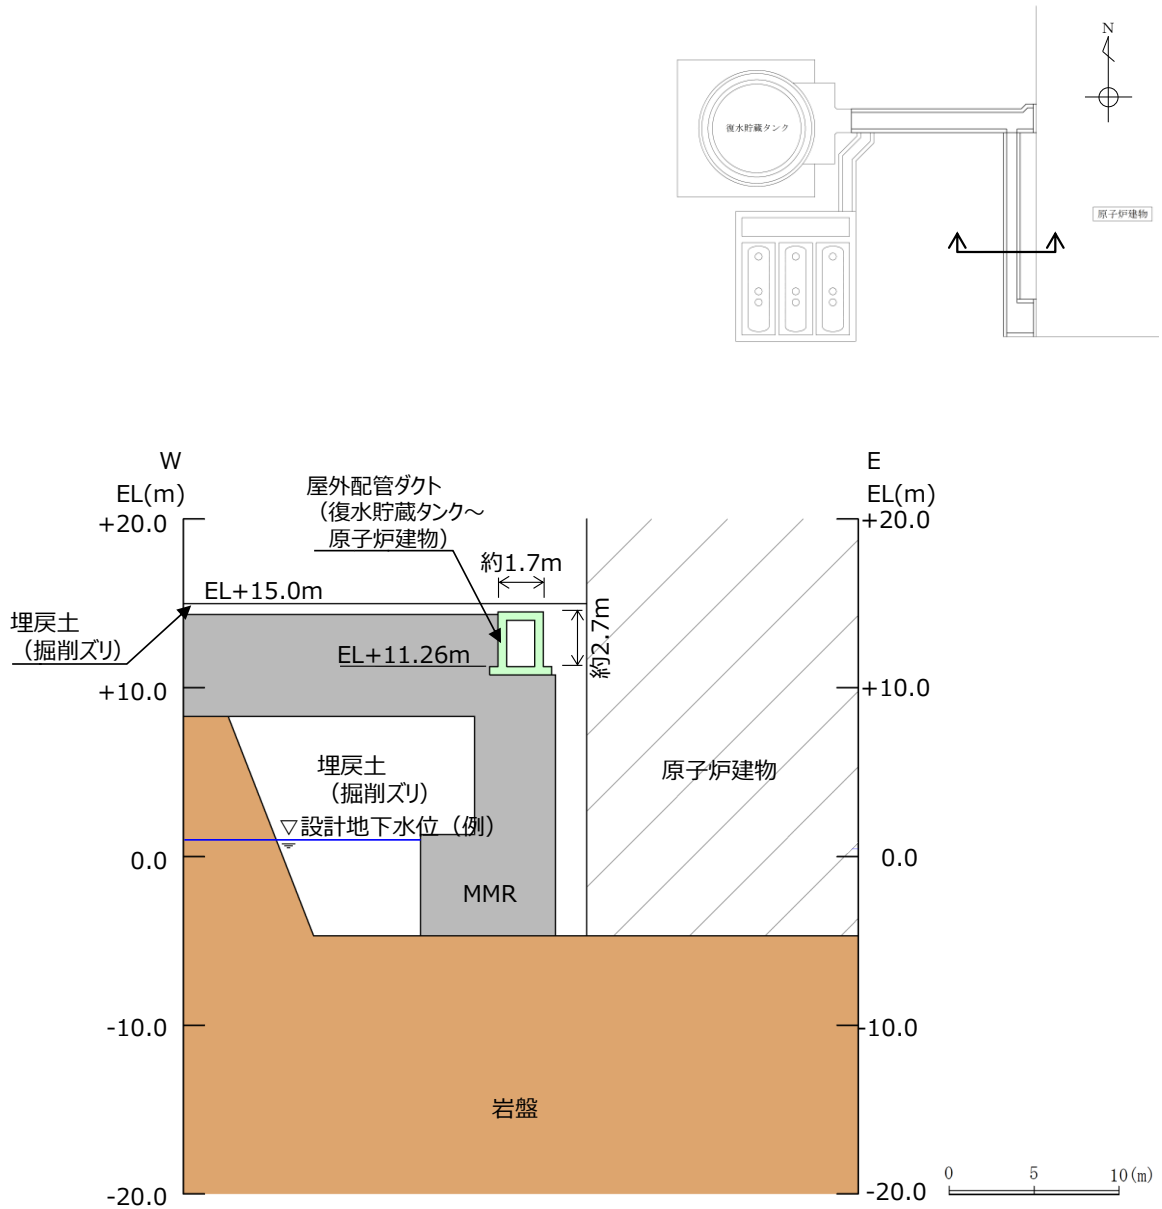 N
復水貯蔵タンク
原子炉建物
W
EL(m)
+20.0
+10.0
0.0
-10.0
-20.0
E
EL(m)
+20.0
+10.0
0.0
-10.0
-20.0
屋外配管ダクト
（復水貯蔵タンク～
原子炉建物）
約1.7m
約2.7m
EL+15.0m
埋戻土
（掘削ズリ）
EL+11.26m
埋戻土
（掘削ズリ）
▽設計地下水位（例）
原子炉建物
MMR
岩盤
0 5 10(m)